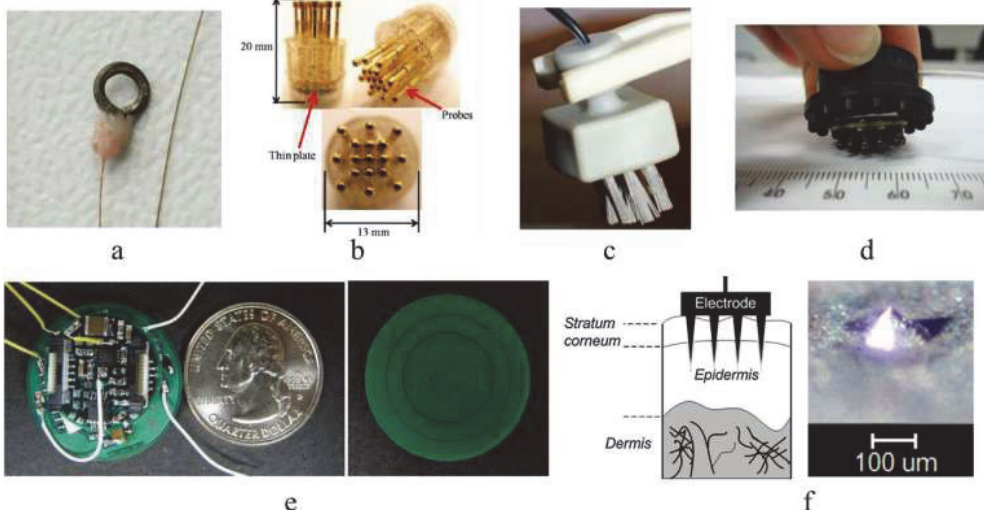 20 mm
Thin plate
Probes
13 mm
a
b
c
d
40
50
60
70
UNITED STATES OF AMERICA
LIBERTY
QUARTER DOLLAR
Electrode
Stratum
corneum
Epidermis
Dermis
100 um
e
f